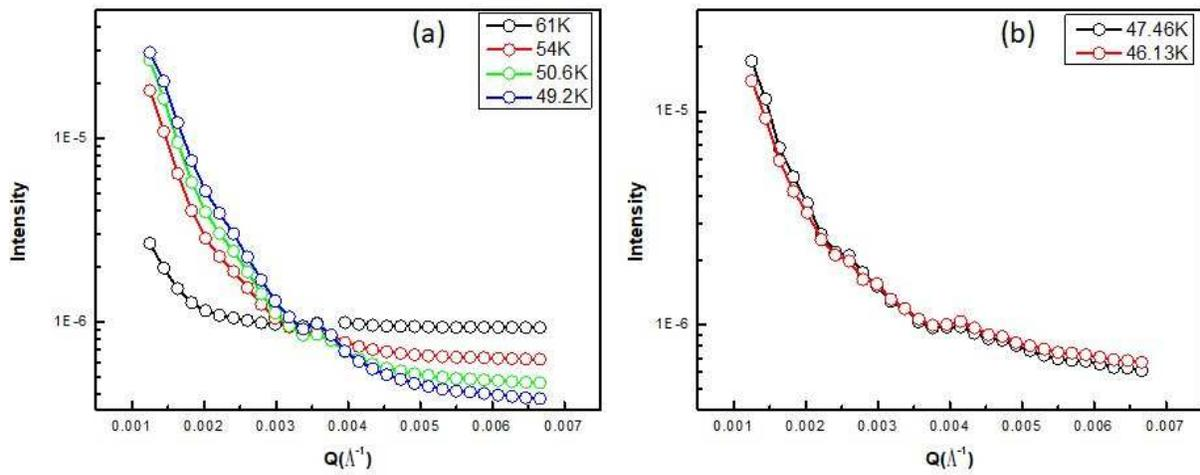 (a)
61K
54K
50.6K
49.2K
1E-5
1E-6
Intensity
0.001 0.002 0.003 0.004 0.005 0.006 0.007
Q(Λ⁻¹)
(b)
47.46K
46.13K
1E-5
1E-6
Intensity
0.001 0.002 0.003 0.004 0.005 0.006 0.007
Q(Λ⁻¹)